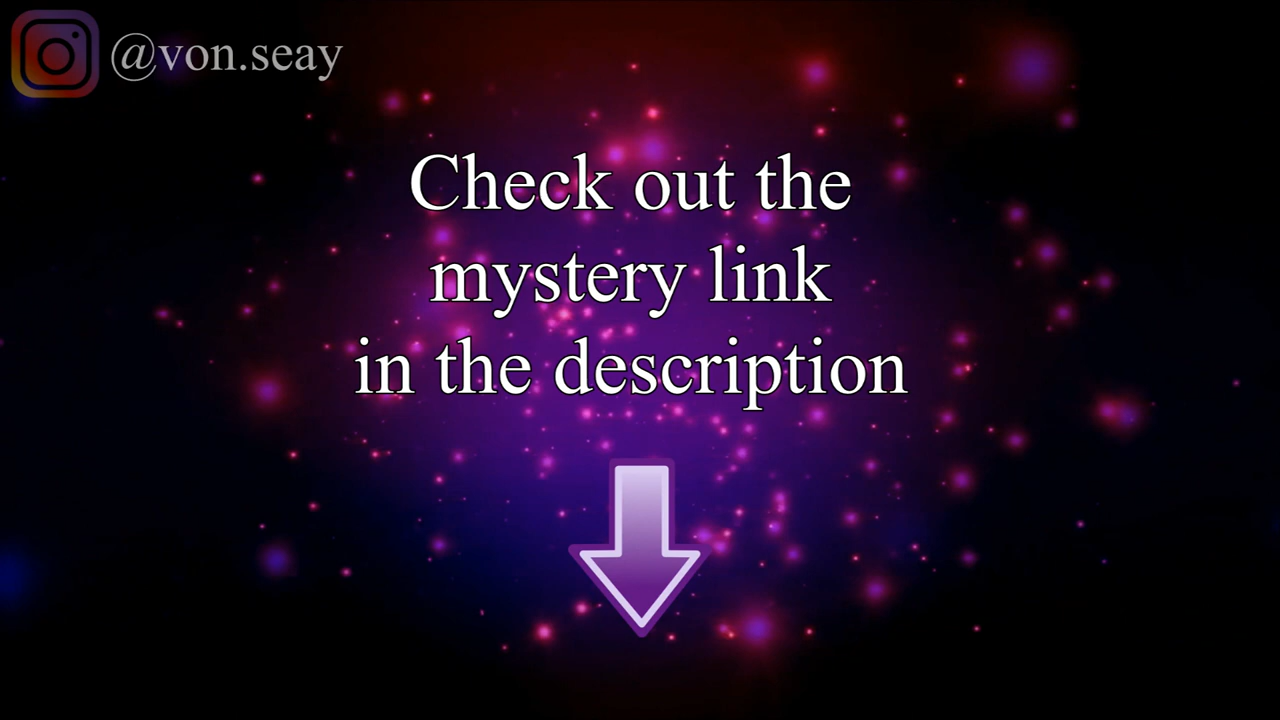 @von.seay
Check out the
mystery link
in the description